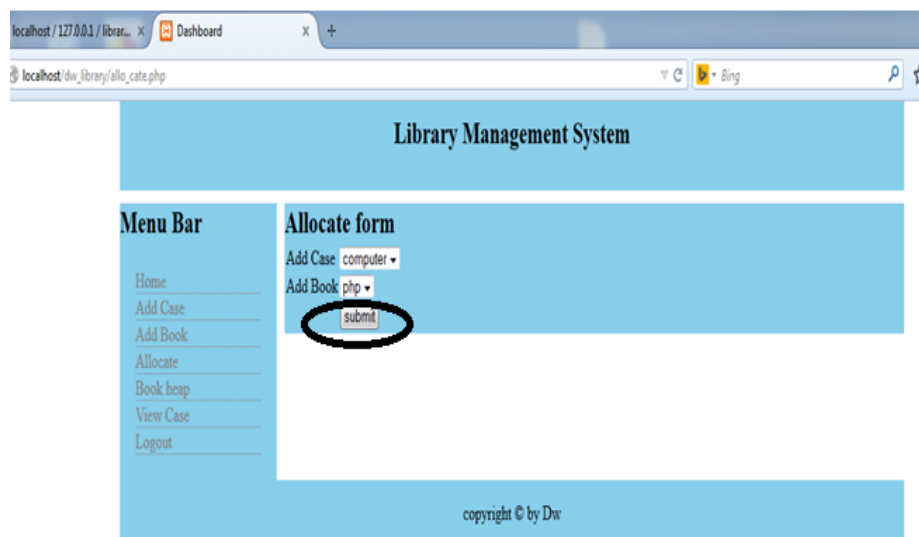 localhost / 127.0.0.1 / librar... x
Dashboard x +
localhost/dw_library/allo_cate.php
Bing
Library Management System
Menu Bar
Home
Add Case
Add Book
Allocate
Book heap
View Case
Logout
Allocate form
Add Case computer
Add Book php
submit
copyright © by Dw